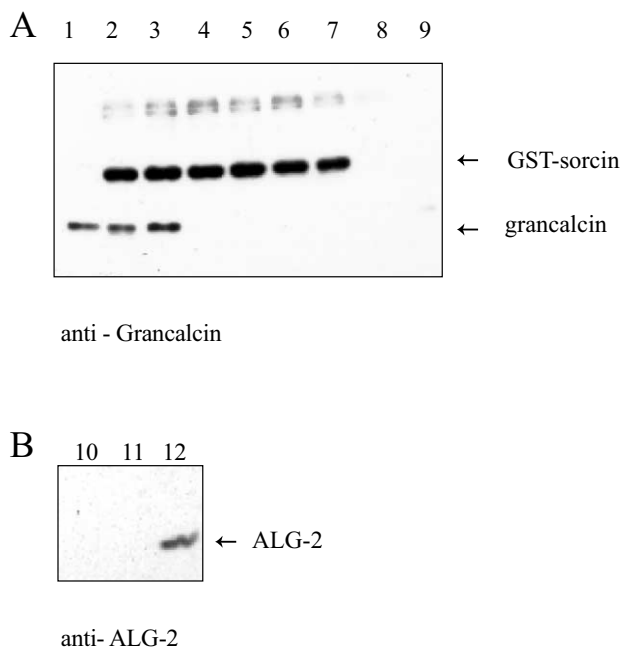 A
1 2 3 4 5 6 7 8 9
← GST-sorcin
← grancalcin
anti - Grancalcin
B
10 11 12
← ALG-2
anti- ALG-2